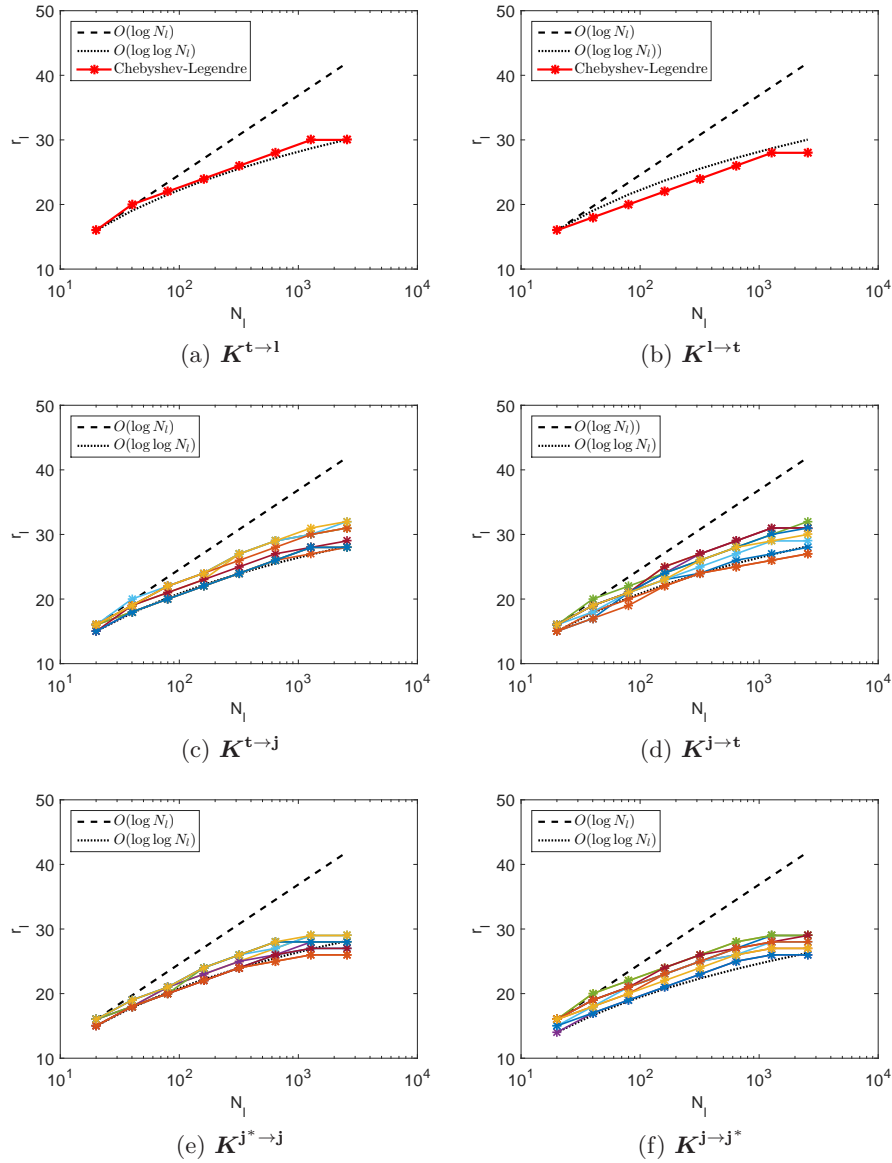 O(log N_l)
O(log log N_l)
Chebyshev-Legendre
50
40
30
20
10
r_l
10^1 10^2 10^3 10^4
N_l
(a) K^{t→l}
O(log N_l)
O(log log N_l))
Chebyshev-Legendre
50
40
30
20
10
r_l
10^1 10^2 10^3 10^4
N_l
(b) K^{l→t}
O(log N_l)
O(log log N_l)
50
40
30
20
10
r_l
10^1 10^2 10^3 10^4
N_l
(c) K^{t→j}
O(log N_l))
O(log log N_l)
50
40
30
20
10
r_l
10^1 10^2 10^3 10^4
N_l
(d) K^{j→t}
O(log N_l)
O(log log N_l)
50
40
30
20
10
r_l
10^1 10^2 10^3 10^4
N_l
(e) K^{j*→j}
O(log N_l)
O(log log N_l)
50
40
30
20
10
r_l
10^1 10^2 10^3 10^4
N_l
(f) K^{j→j*}